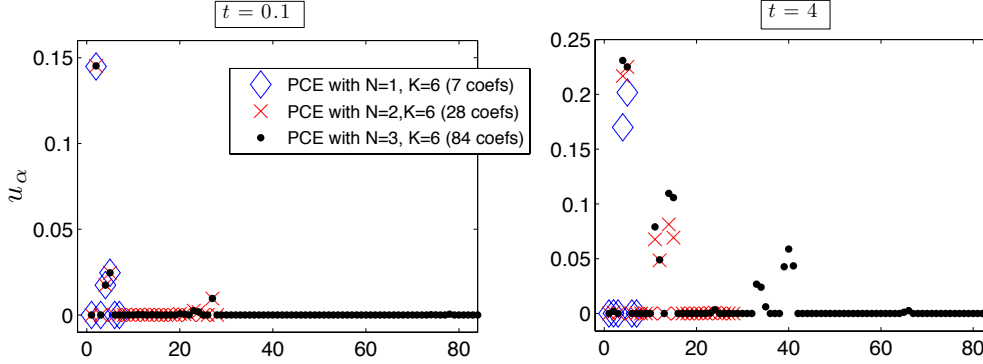 t = 0.1
t = 4
0.15
0.1
0.05
0
u_α
PCE with N=1, K=6 (7 coefs)
PCE with N=2,K=6 (28 coefs)
PCE with N=3, K=6 (84 coefs)
0 20 40 60 80
0.25
0.2
0.15
0.1
0.05
0
0 20 40 60 80